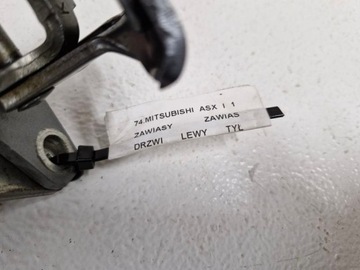 74.MITSUBISHI ASX I 1
ZAWIASY ZAWIAS
DRZWI LEWY TYL